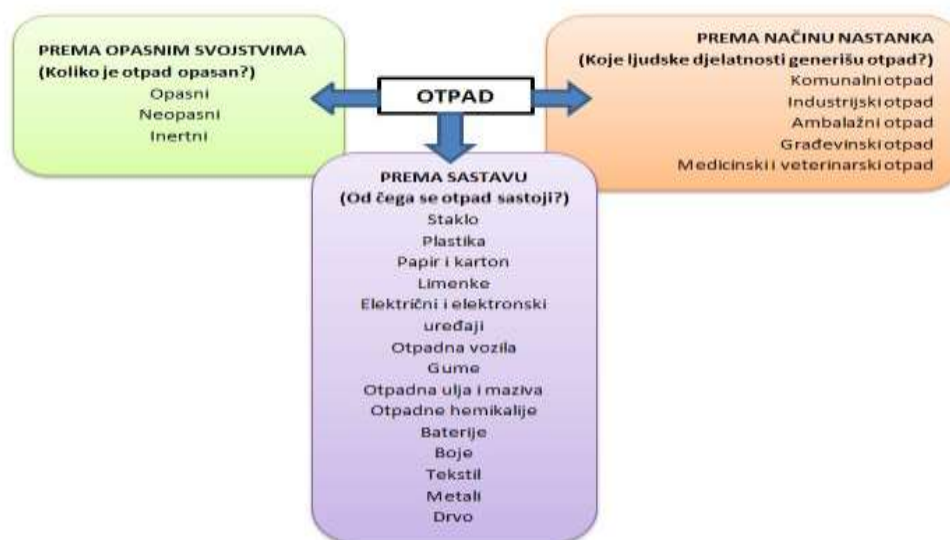 PREMA OPASNIM SVOJSTVIMA
(Koliko je otpad opasan?)
Opasni
Neopasni
Inertni
OTPAD
PREMA NAČINU NASTANKA
(Koje ljudske djelatnosti generišu otpad?)
Komunalni otpad
Industrijski otpad
Ambalažni otpad
Građevinski otpad
Medicinski i veterinarski otpad
PREMA SASTAVU
(Od čega se otpad sastoji?)
Staklo
Plastika
Papir i karton
Limenke
Električni i elektronski
uređaji
Otpadna vozila
Gume
Otpadna ulja i maziva
Otpadne hemikalije
Baterije
Boje
Tekstil
Metali
Drvo